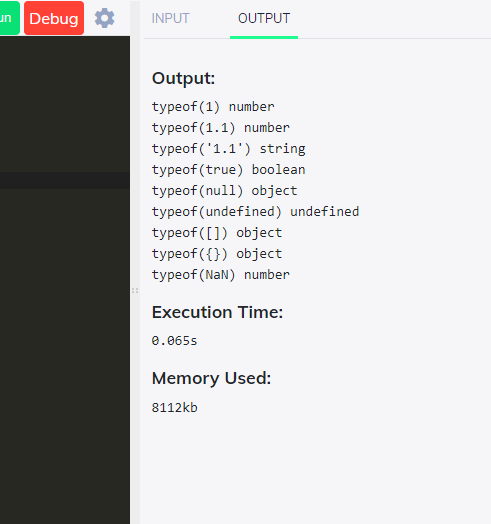 un Debug INPUT OUTPUT
Output:
typeof(1) number
typeof(1.1) number
typeof('1.1') string
typeof(true) boolean
typeof(null) object
typeof(undefined) undefined
typeof([]) object
typeof({}) object
typeof(NaN) number
Execution Time:
0.065s
Memory Used:
8112kb